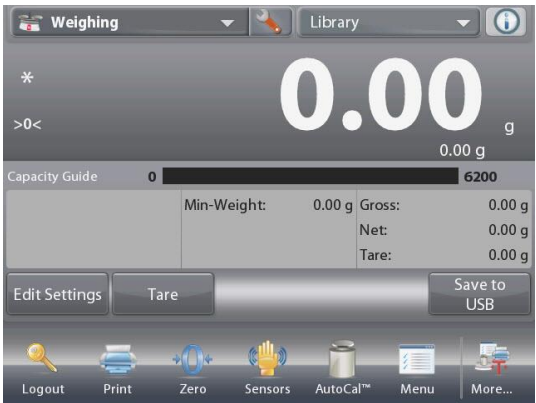 Weighing Library
*
0.00 g
>0<
0.00 g
Capacity Guide 0 6200
Min-Weight: 0.00 g Gross: 0.00 g
Net: 0.00 g
Tare: 0.00 g
Edit Settings Tare Save to
USB
Logout Print Zero Sensors AutoCal™ Menu More...